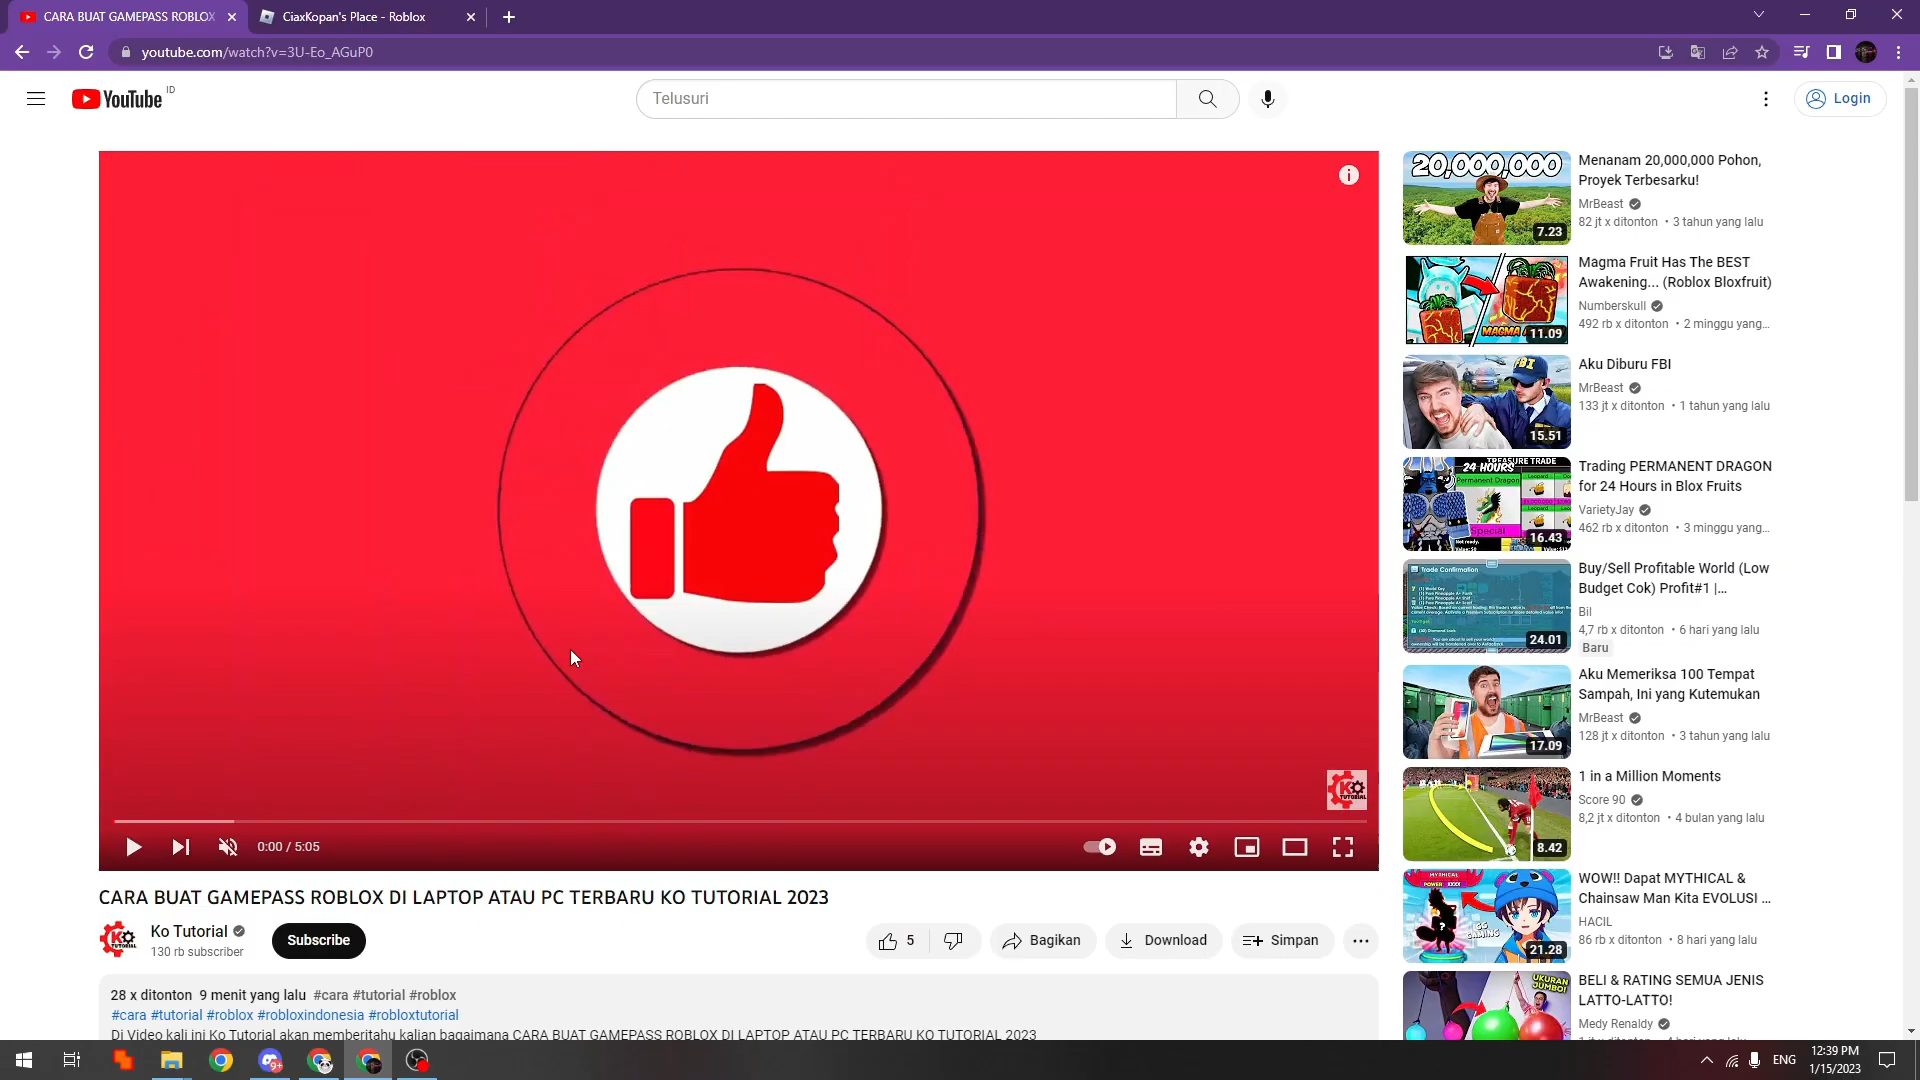 CARA BUAT GAMEPASS ROBLOX
CiaxKopan's Place - Roblox
youtube.com/watch?v=3U-Eo_AGuP0
YouTube ID
Telusuri
Login
CARA BUAT GAMEPASS ROBLOX DI LAPTOP ATAU PC TERBARU KO TUTORIAL 2023
0:00 / 5:05
Ko Tutorial
130 rb subscriber
Subscribe
5
Bagikan
Download
Simpan
28 x ditonton 9 menit yang lalu #cara #tutorial #roblox
#cara #tutorial #roblox #robloxindonesia #robloxtutorial
Di Video kali ini Ko Tutorial akan memberitahu kalian bagaimana CARA BUAT GAMEPASS ROBLOX DI LAPTOP ATAU PC TERBARU KO TUTORIAL 2023
20,000,000
7.23
Menanam 20,000,000 Pohon,
Proyek Terbesarku!
MrBeast
82 jt x ditonton • 3 tahun yang lalu
MAGMA
11.09
Magma Fruit Has The BEST
Awakening... (Roblox Bloxfruit)
Numberskull
492 rb x ditonton • 2 minggu yang...
FBI
15.51
Aku Diburu FBI
MrBeast
133 jt x ditonton • 1 tahun yang lalu
TREASURE TRADE
24 HOURS
Permanent Dragon
Special
16.43
Trading PERMANENT DRAGON
for 24 Hours in Blox Fruits
VarietyJay
462 rb x ditonton • 3 minggu yang...
Trade Confirmation
24.01
Buy/Sell Profitable World (Low
Budget Cok) Profit#1 |...
Bil
4,7 rb x ditonton • 6 hari yang lalu
Baru
17.09
Aku Memeriksa 100 Tempat
Sampah, Ini yang Kutemukan
MrBeast
128 jt x ditonton • 3 tahun yang lalu
8.42
1 in a Million Moments
Score 90
8,2 jt x ditonton • 4 bulan yang lalu
MYTHICAL
POWER XXXX
21.28
WOW!! Dapat MYTHICAL &
Chainsaw Man Kita EVOLUSI ...
HACIL
86 rb x ditonton • 8 hari yang lalu
UKURAN
JUMBO!
BELI & RATING SEMUA JENIS
LATTO-LATTO!
Medy Renaldy
9+
ENG
12:39 PM
1/15/2023